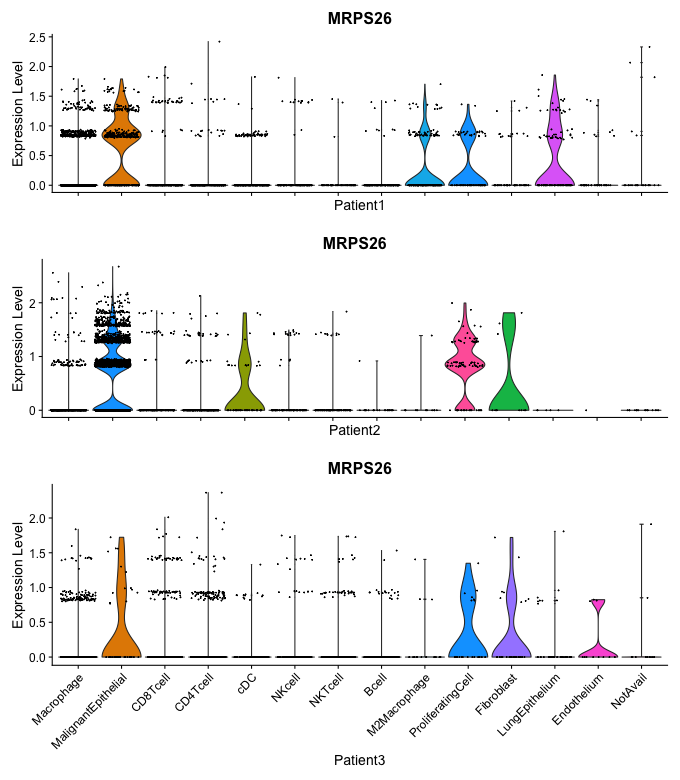 MRPS26
Expression Level
2.5
2.0
1.5
1.0
0.5
0.0
Patient1
MRPS26
Expression Level
2
1
0
Patient2
MRPS26
Expression Level
2.0
1.5
1.0
0.5
0.0
Macrophage
MalignantEpithelial
CD8Tcell
CD4Tcell
cDC
NKcell
NKTcell
Bcell
M2Macrophage
ProliferatingCell
Fibroblast
LungEpithelium
Endothelium
NotAvail
Patient3